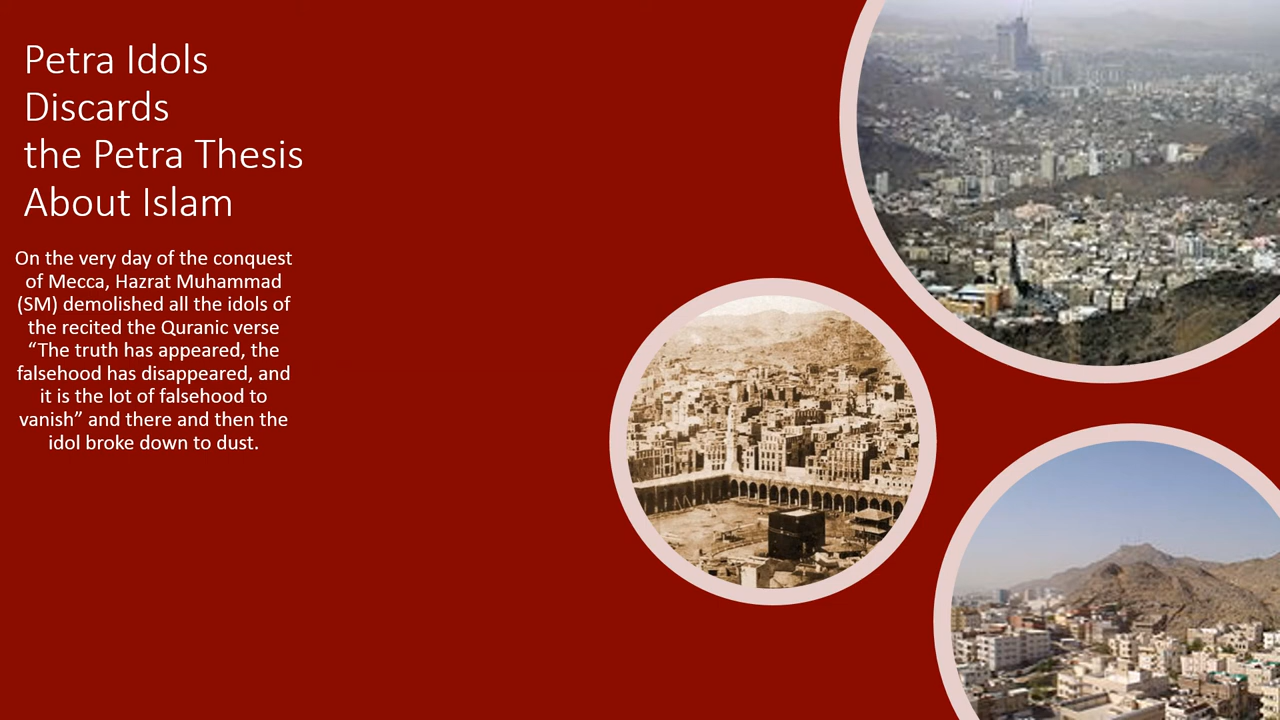 Petra Idols
Discards
the Petra Thesis
About Islam
On the very day of the conquest
of Mecca, Hazrat Muhammad
(SM) demolished all the idols of
the recited the Quranic verse
“The truth has appeared, the
falsehood has disappeared, and
it is the lot of falsehood to
vanish” and there and then the
idol broke down to dust.